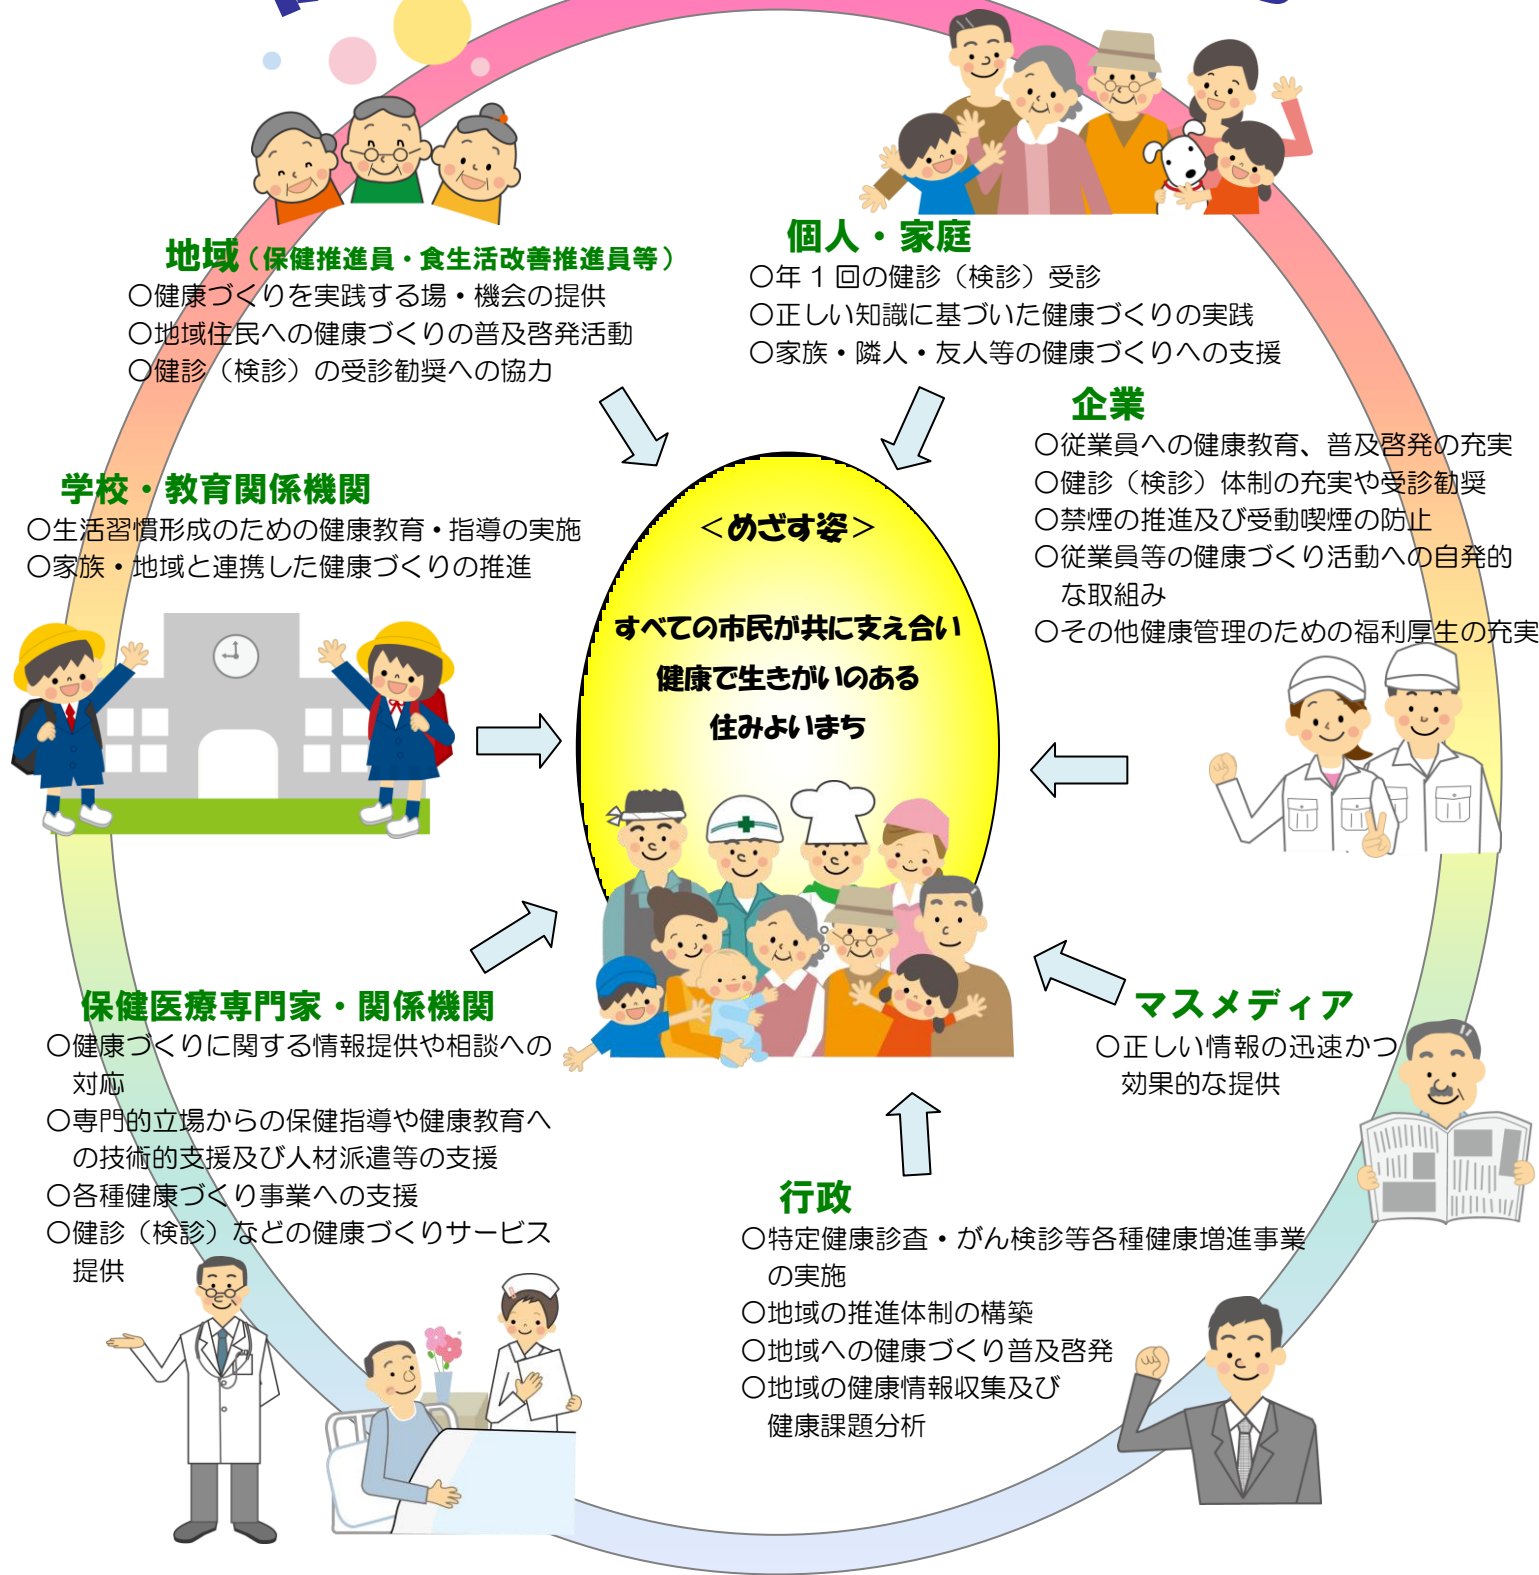 地域(保健推進員・食生活改善推進員等)
○健康づくりを実践する場・機会の提供
○地域住民への健康づくりの普及啓発活動
○健診(検診)の受診勧奨への協力
個人・家庭
○年1回の健診(検診)受診
○正しい知識に基づいた健康づくりの実践
○家族・隣人・友人等の健康づくりへの支援
企業
○従業員への健康教育、普及啓発の充実
○健診(検診)体制の充実や受診勧奨
○禁煙の推進及び受動喫煙の防止
○従業員等の健康づくり活動への自発的
な取組み
○その他健康管理のための福利厚生の充実
学校・教育関係機関
○生活習慣形成のための健康教育・指導の実施
○家族・地域と連携した健康づくりの推進
<めざす姿>
すべての市民が共に支え合い
健康で生きがいのある
住みよいまち
保健医療専門家・関係機関
○健康づくりに関する情報提供や相談への
対応
○専門的立場からの保健指導や健康教育へ
の技術的支援及び人材派遣等の支援
○各種健康づくり事業への支援
○健診(検診)などの健康づくりサービス
提供
マスメディア
○正しい情報の迅速かつ
効果的な提供
行政
○特定健康診査・がん検診等各種健康増進事業
の実施
○地域の推進体制の構築
○地域への健康づくり普及啓発
○地域の健康情報収集及び
健康課題分析